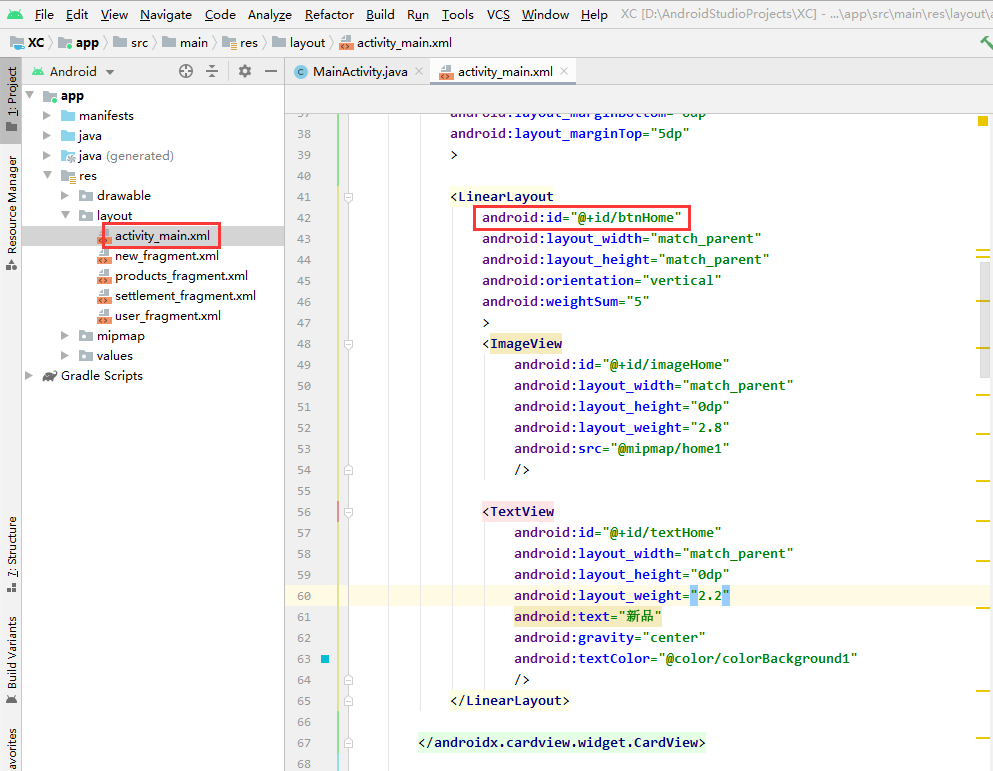 File Edit View Navigate Code Analyze Refactor Build Run Tools VCS Window Help XC [D:\AndroidStudioProjects\XC] - ...\app\src\main\res\layout\
XC app src main res layout activity_main.xml
Android
MainActivity.java
activity_main.xml
1: Project
Resource Manager
7: Structure
Build Variants
app
manifests
java
java (generated)
res
drawable
layout
activity_main.xml
new_fragment.xml
products_fragment.xml
settlement_fragment.xml
user_fragment.xml
mipmap
values
Gradle Scripts
38 android:layout_marginTop="5dp"
39 >
40
41 <LinearLayout
42 android:id="@+id/btnHome"
43 android:layout_width="match_parent"
44 android:layout_height="match_parent"
45 android:orientation="vertical"
46 android:weightSum="5"
47 >
48 <ImageView
49 android:id="@+id/imageHome"
50 android:layout_width="match_parent"
51 android:layout_height="0dp"
52 android:layout_weight="2.8"
53 android:src="@mipmap/home1"
54 />
55
56 <TextView
57 android:id="@+id/textHome"
58 android:layout_width="match_parent"
59 android:layout_height="0dp"
60 android:layout_weight="2.2"
61 android:text="新品"
62 android:gravity="center"
63 android:textColor="@color/colorBackground1"
64 />
65 </LinearLayout>
66
67 </androidx.cardview.widget.CardView>
68